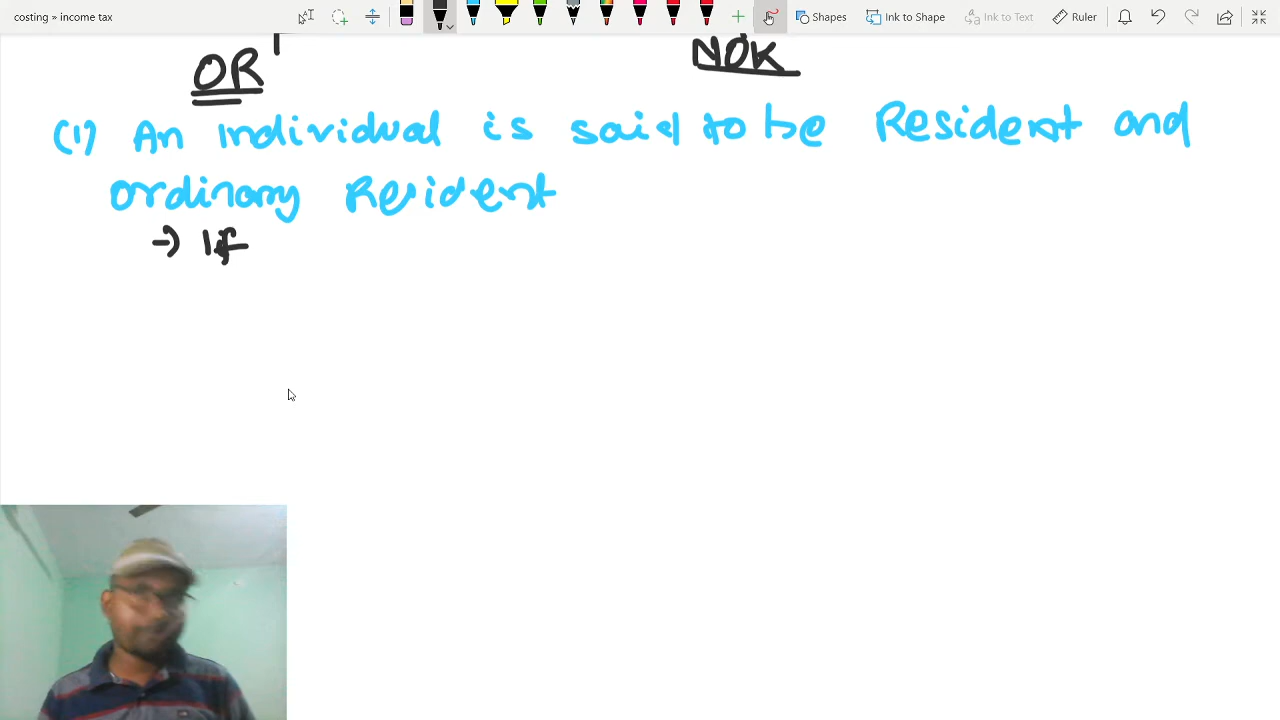 costing » income tax
Shapes
Ink to Shape
Ink to Text
Ruler
OR
NOR
(1) An Individual is said to be Resident and
ordinary Resident
→ If